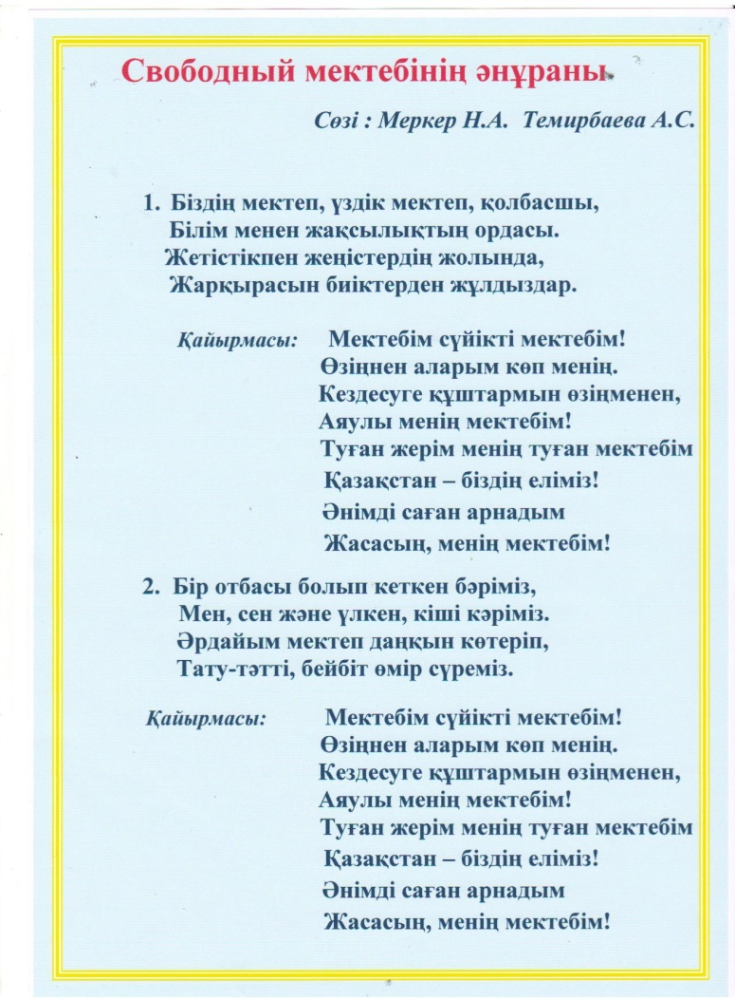 Свободный мектебінің әнұраны.
Сөзі : Меркер Н.А. Темирбаева А.С.
1. Біздің мектеп, үздік мектеп, қолбасшы,
Білім менен жақсылықтың ордасы.
Жетістікпен жеңістердің жолында,
Жарқырасын биіктерден жұлдыздар.
Қайырмасы: Мектебім сүйікті мектебім!
Өзіңнен аларым көп менің.
Кездесуге құштармын өзіңменен,
Аяулы менің мектебім!
Туған жерім менің туған мектебім
Қазақстан – біздің еліміз!
Әнімді саған арнадым
Жасасың, менің мектебім!
2. Бір отбасы болып кеткен бәріміз,
Мен, сен және үлкен, кіші кәріміз.
Әрдайым мектеп даңқын көтеріп,
Тату-тәтті, бейбіт өмір сүреміз.
Қайырмасы: Мектебім сүйікті мектебім!
Өзіңнен аларым көп менің.
Кездесуге құштармын өзіңменен,
Аяулы менің мектебім!
Туған жерім менің туған мектебім
Қазақстан – біздің еліміз!
Әнімді саған арнадым
Жасасың, менің мектебім!